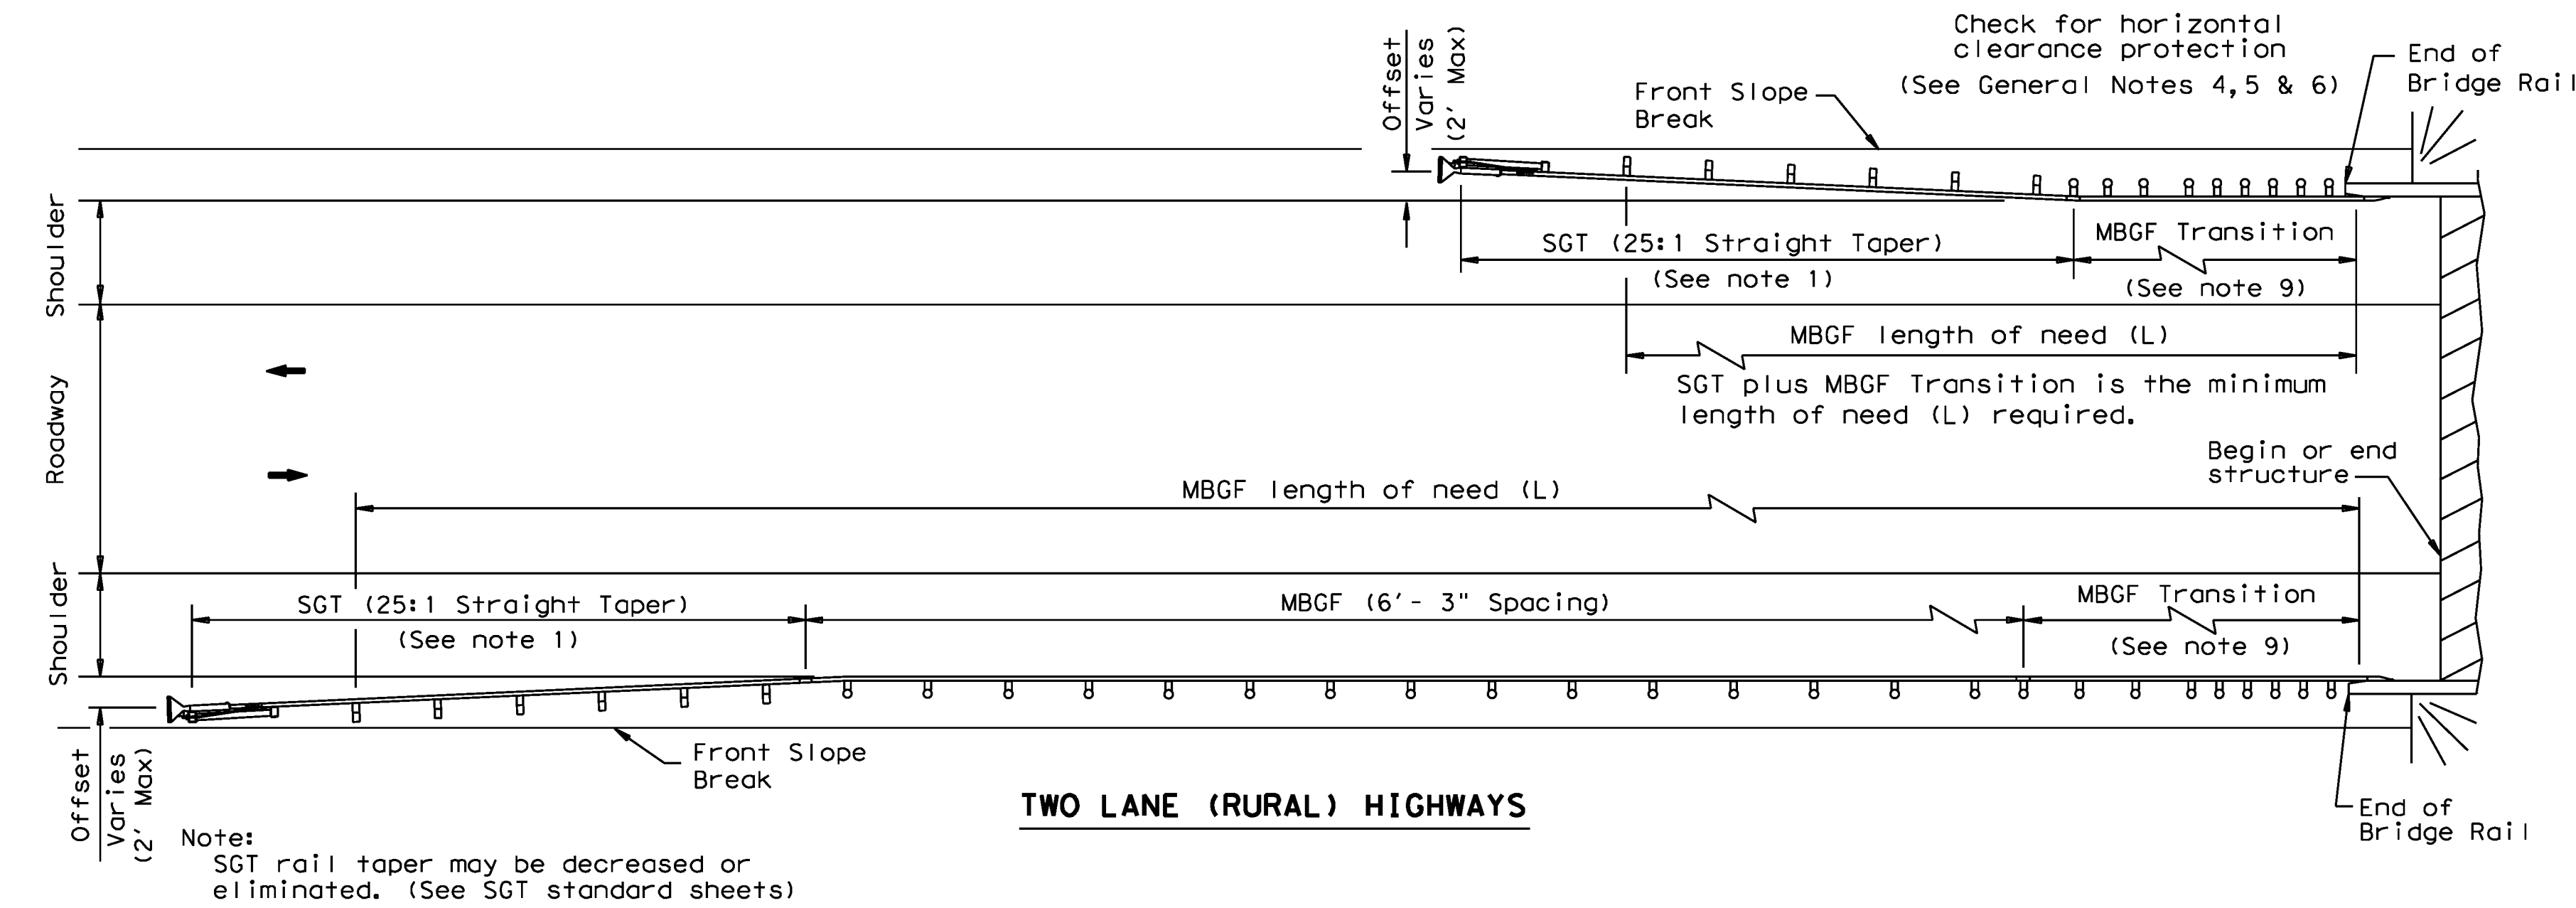 Check for horizontal
clearance protection
(See General Notes 4,5 & 6)
End of
Bridge Rail
Offset
Varies
(2' Max)
Front Slope
Break
Shoulder
SGT (25:1 Straight Taper)
(See note 1)
MBGF Transition
(See note 9)
MBGF length of need (L)
SGT plus MBGF Transition is the minimum
length of need (L) required.
Roadway
Begin or end
structure
MBGF length of need (L)
Shoulder
SGT (25:1 Straight Taper)
(See note 1)
MBGF (6'- 3" Spacing)
MBGF Transition
(See note 9)
Offset
Varies
(2' Max)
Front Slope
Break
End of
Bridge Rail
TWO LANE (RURAL) HIGHWAYS
Note:
SGT rail taper may be decreased or
eliminated. (See SGT standard sheets)